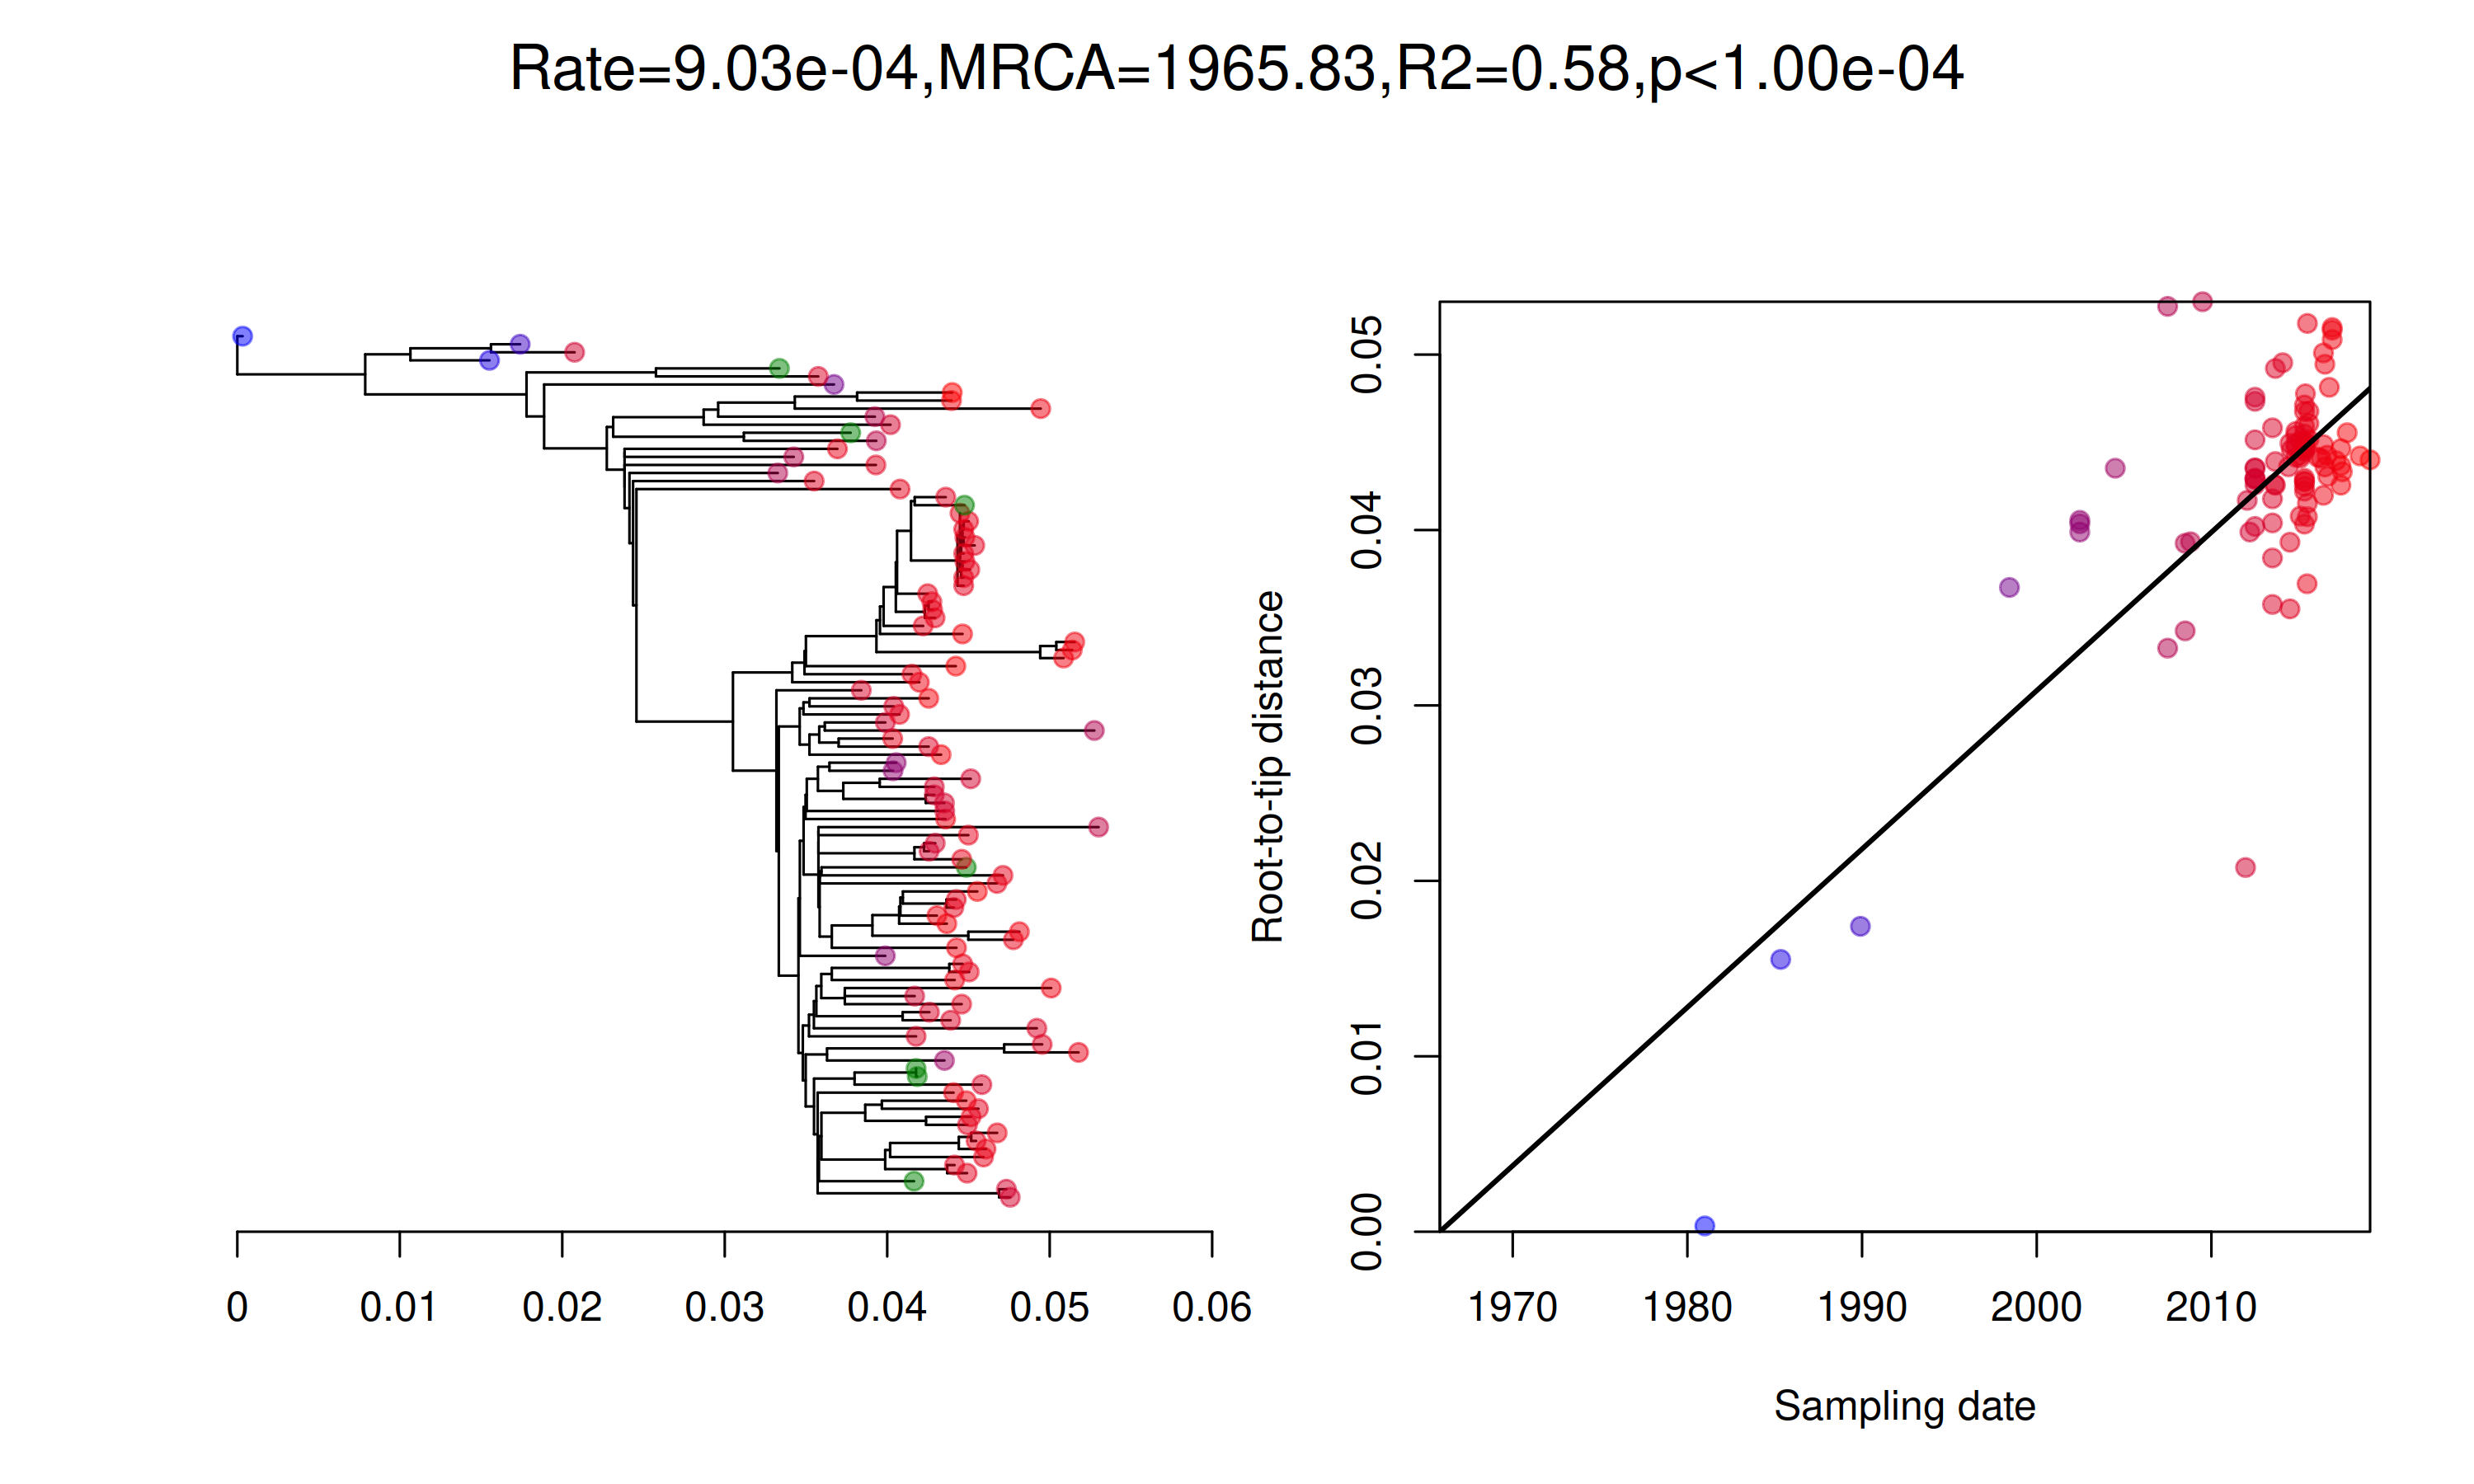 Rate=9.03e-04,MRCA=1965.83,R2=0.58,p<1.00e-04
0 0.01 0.02 0.03 0.04 0.05 0.06
Root-to-tip distance
0.00 0.01 0.02 0.03 0.04 0.05
1970 1980 1990 2000 2010
Sampling date